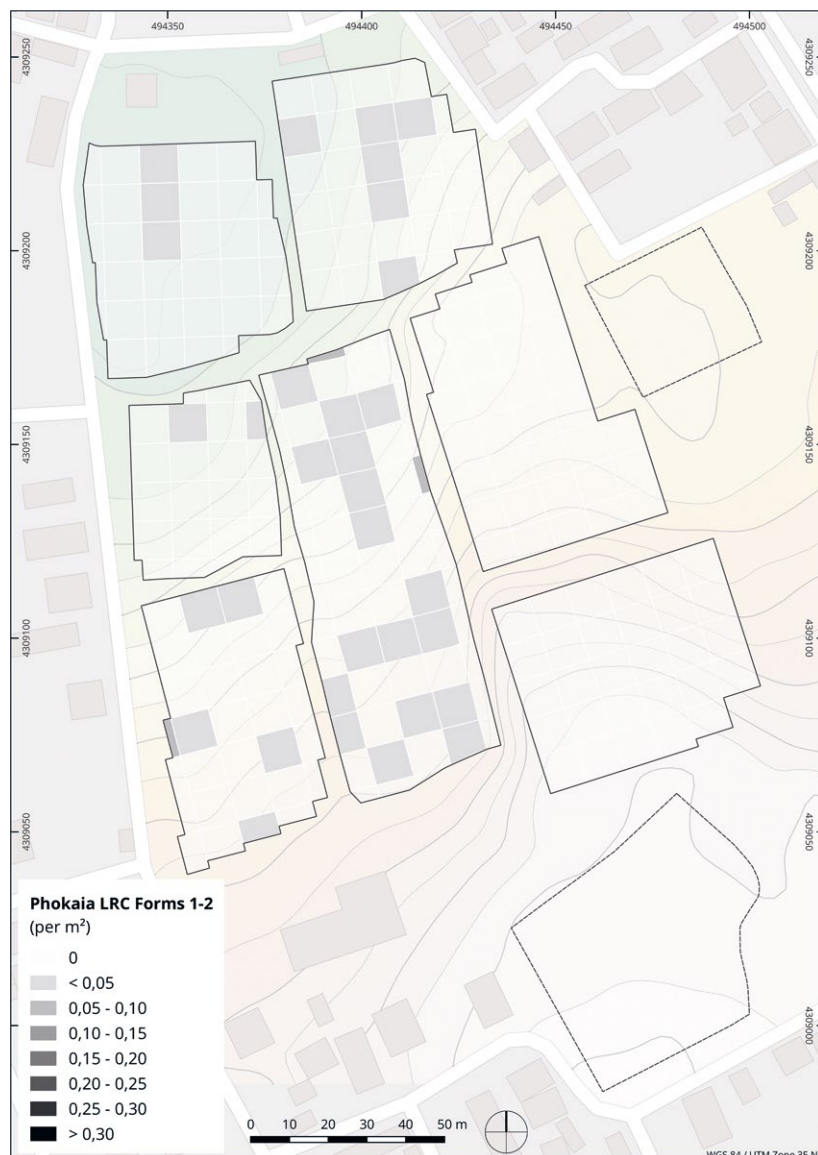 494350 494400 494450 494500
4309250 4309250
4309200 4309200
4309150 4309150
4309100 4309100
4309050 4309050
4309000
Phokaia LRC Forms 1-2
(per m²)
0
< 0,05
0,05 - 0,10
0,10 - 0,15
0,15 - 0,20
0,20 - 0,25
0,25 - 0,30
> 0,30
0 10 20 30 40 50 m
WGS 84 / UTM Zone 35 N